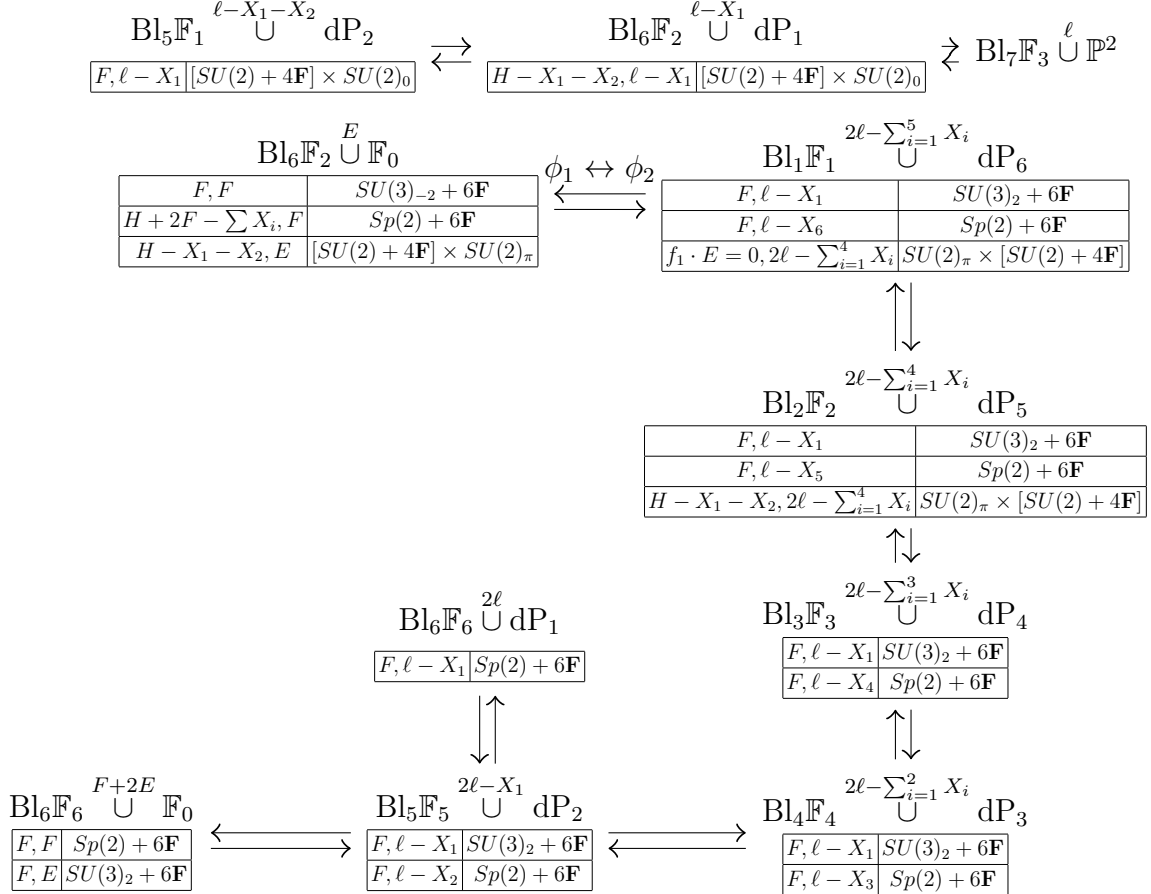 Bl₅𝔽₁ ℓ−X₁−X₂ ∪ dP₂
F, ℓ − X₁ | [SU(2) + 4F] × SU(2)₀
Bl₆𝔽₂ ℓ−X₁ ∪ dP₁
H − X₁ − X₂, ℓ − X₁ | [SU(2) + 4F] × SU(2)₀
Bl₇𝔽₃ ℓ ∪ ℙ²
Bl₆𝔽₂ E ∪ 𝔽₀
F, F | SU(3)₋₂ + 6F
H + 2F − ∑ Xᵢ, F | Sp(2) + 6F
H − X₁ − X₂, E | [SU(2) + 4F] × SU(2)_π
ϕ₁ ↔ ϕ₂
Bl₁𝔽₁ 2ℓ−∑⁵ᵢ₌₁ Xᵢ ∪ dP₆
F, ℓ − X₁ | SU(3)₂ + 6F
F, ℓ − X₆ | Sp(2) + 6F
f₁ · E = 0, 2ℓ − ∑⁴ᵢ₌₁ Xᵢ | SU(2)_π × [SU(2) + 4F]
Bl₂𝔽₂ 2ℓ−∑⁴ᵢ₌₁ Xᵢ ∪ dP₅
F, ℓ − X₁ | SU(3)₂ + 6F
F, ℓ − X₅ | Sp(2) + 6F
H − X₁ − X₂, 2ℓ − ∑⁴ᵢ₌₁ Xᵢ | SU(2)_π × [SU(2) + 4F]
Bl₆𝔽₆ 2ℓ ∪ dP₁
F, ℓ − X₁ | Sp(2) + 6F
Bl₃𝔽₃ 2ℓ−∑³ᵢ₌₁ Xᵢ ∪ dP₄
F, ℓ − X₁ | SU(3)₂ + 6F
F, ℓ − X₄ | Sp(2) + 6F
Bl₆𝔽₆ F+2E ∪ 𝔽₀
F, F | Sp(2) + 6F
F, E | SU(3)₂ + 6F
Bl₅𝔽₅ 2ℓ−X₁ ∪ dP₂
F, ℓ − X₁ | SU(3)₂ + 6F
F, ℓ − X₂ | Sp(2) + 6F
Bl₄𝔽₄ 2ℓ−∑²ᵢ₌₁ Xᵢ ∪ dP₃
F, ℓ − X₁ | SU(3)₂ + 6F
F, ℓ − X₃ | Sp(2) + 6F